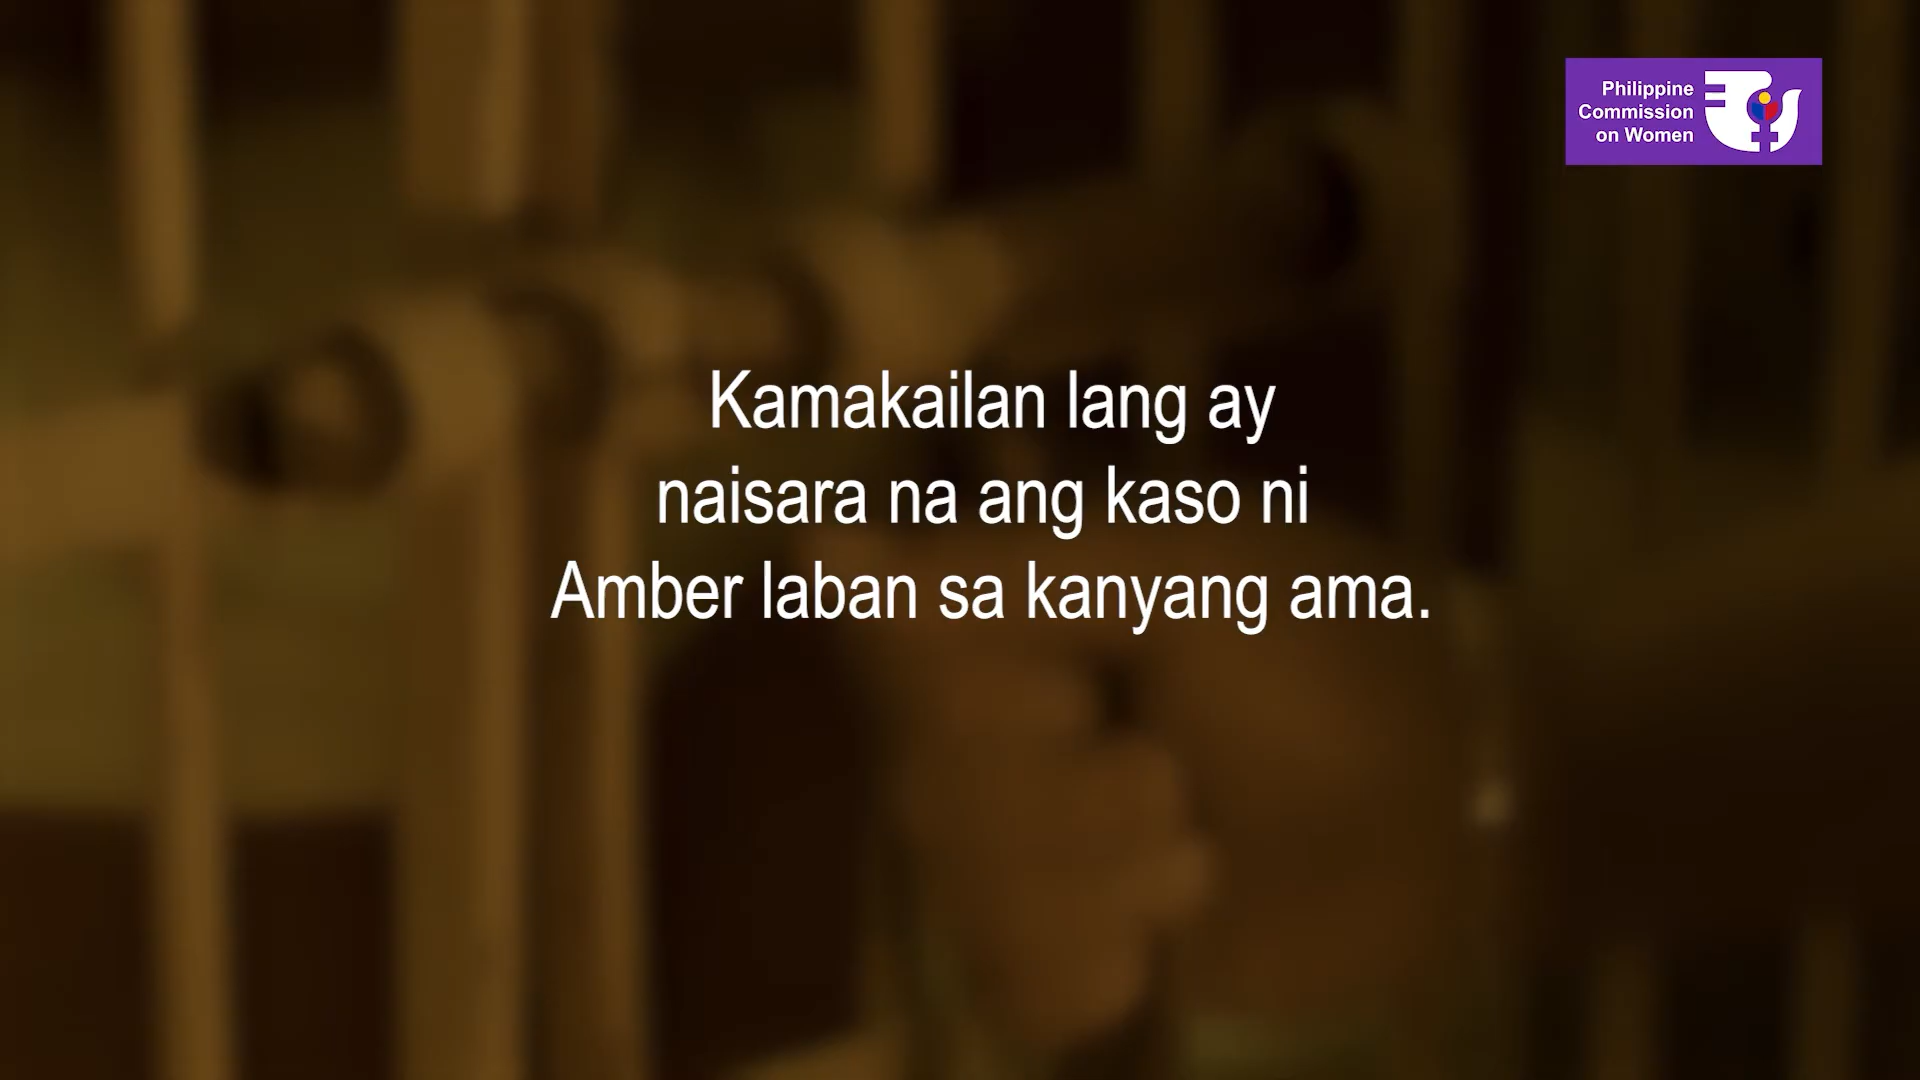 Philippine
Commission
on Women
Kamakailan lang ay
naisara na ang kaso ni
Amber laban sa kanyang ama.